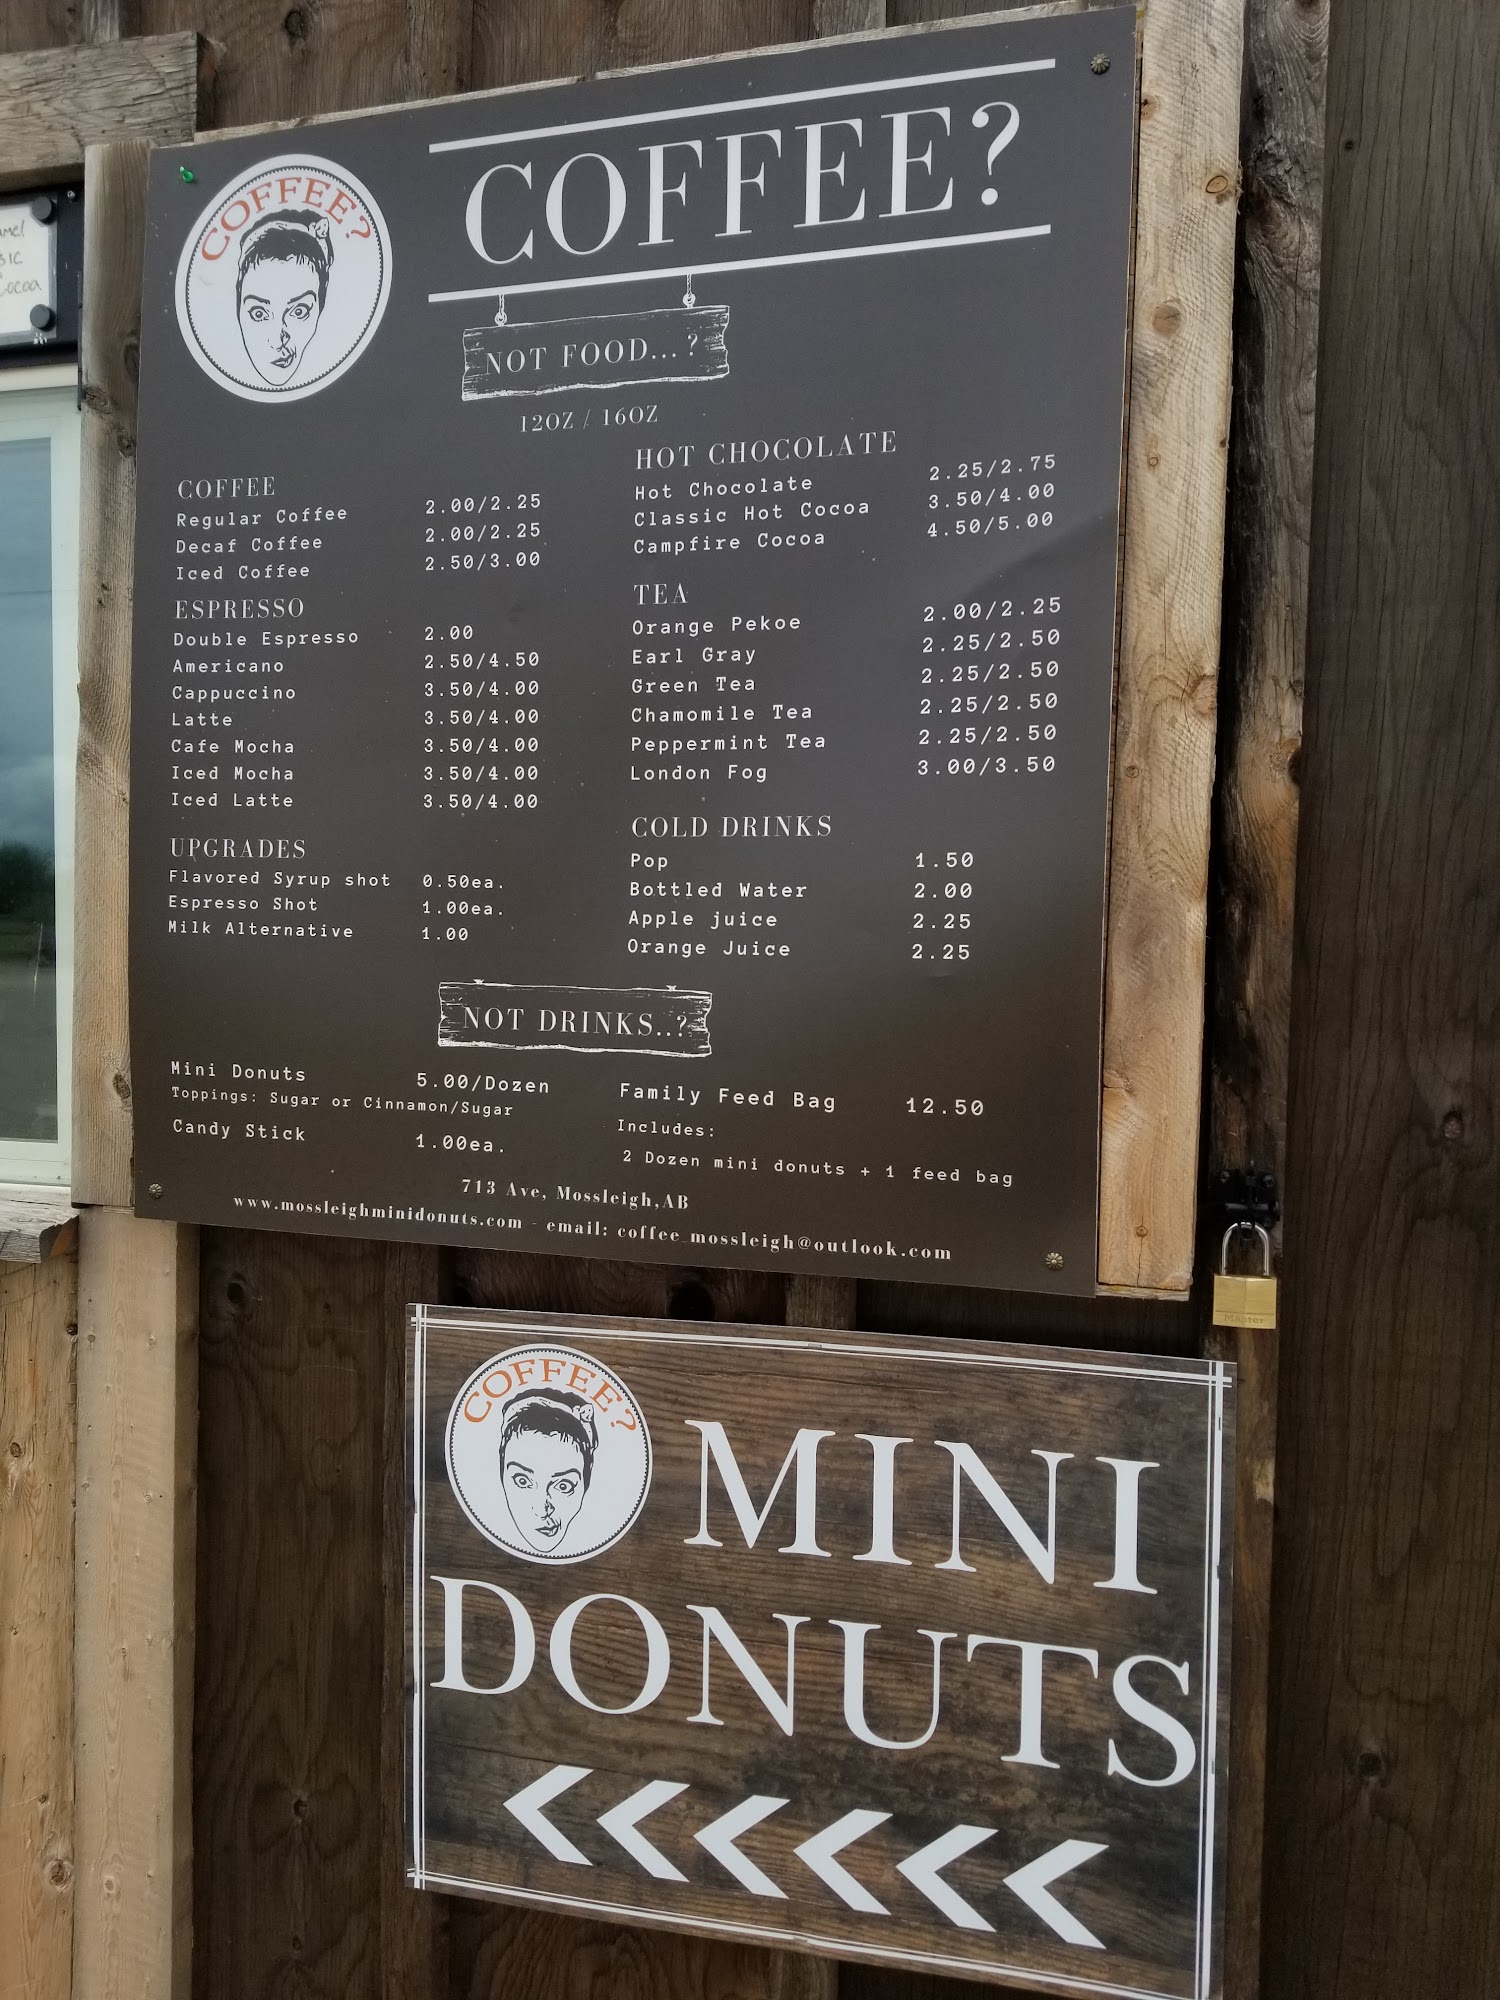 COFFEE?
COFFEE?
NOT FOOD...?
12OZ / 16OZ
COFFEE
Regular Coffee 2.00/2.25
Decaf Coffee 2.00/2.25
Iced Coffee 2.50/3.00
ESPRESSO
Double Espresso 2.00
Americano 2.50/4.50
Cappuccino 3.50/4.00
Latte 3.50/4.00
Cafe Mocha 3.50/4.00
Iced Mocha 3.50/4.00
Iced Latte 3.50/4.00
UPGRADES
Flavored Syrup shot 0.50ea.
Espresso Shot 1.00ea.
Milk Alternative 1.00
HOT CHOCOLATE
Hot Chocolate 2.25/2.75
Classic Hot Cocoa 3.50/4.00
Campfire Cocoa 4.50/5.00
TEA
Orange Pekoe 2.00/2.25
Earl Gray 2.25/2.50
Green Tea 2.25/2.50
Chamomile Tea 2.25/2.50
Peppermint Tea 2.25/2.50
London Fog 3.00/3.50
COLD DRINKS
Pop 1.50
Bottled Water 2.00
Apple juice 2.25
Orange Juice 2.25
NOT DRINKS..?
Mini Donuts 5.00/Dozen
Toppings: Sugar or Cinnamon/Sugar
Candy Stick 1.00ea.
Family Feed Bag 12.50
Includes:
2 Dozen mini donuts + 1 feed bag
713 Ave, Mossleigh,AB
www.mossleighminidonuts.com - email: coffee_mossleigh@outlook.com
Master
COFFEE?
MINI
DONUTS
Cocoa